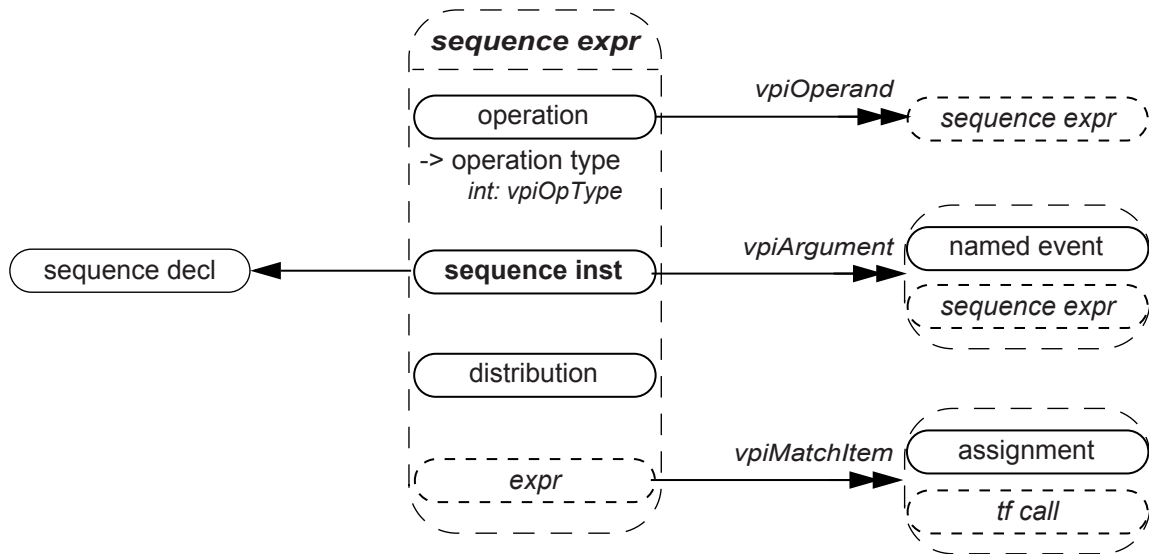 sequence expr
operation
-> operation type
int: vpiOpType
vpiOperand
sequence expr
sequence decl
sequence inst
vpiArgument
named event
sequence expr
distribution
expr
vpiMatchItem
assignment
tf call